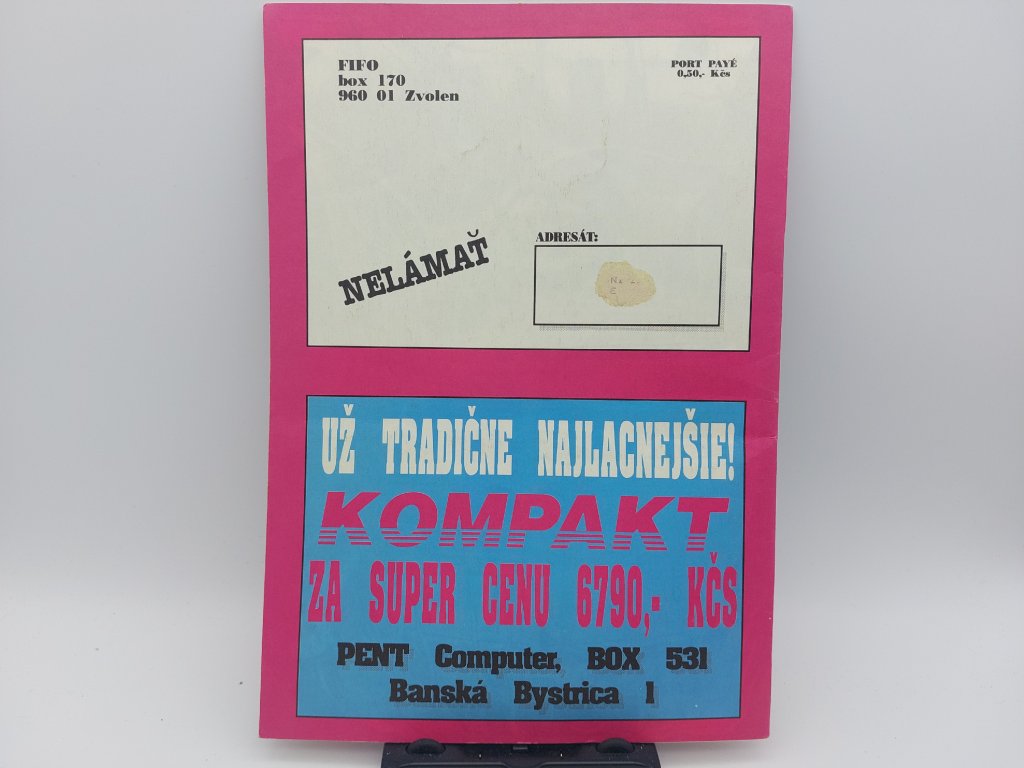 FIFO
box 170
960 01 Zvolen
PORT PAYÉ
0,50,- Kčs
NELÁMAŤ
ADRESÁT:
UŽ TRADIČNE NAJLACNEJŠIE!
KOMPAKT
ZA SUPER CENU 6790,- KČS
PENT Computer, BOX 531
Banská Bystrica 1